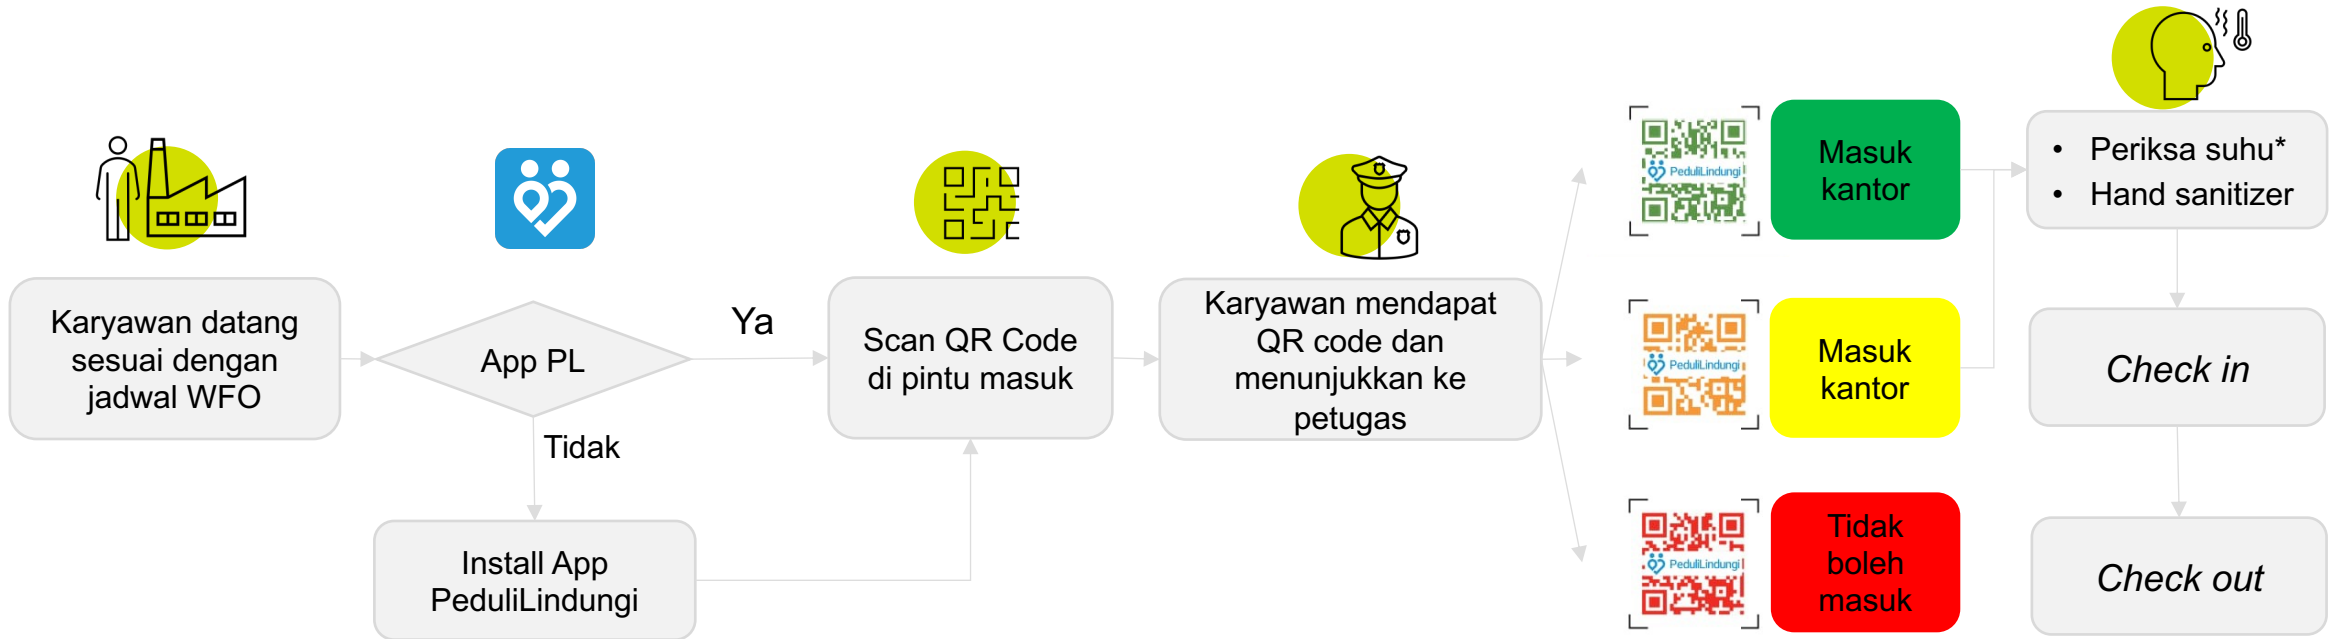 Karyawan datang
sesuai dengan
jadwal WFO
App PL
Ya
Tidak
Install App
PeduliLindungi
Scan QR Code
di pintu masuk
Karyawan mendapat
QR code dan
menunjukkan ke
petugas
PeduliLindungi
Masuk
kantor
PeduliLindungi
Masuk
kantor
PeduliLindungi
Tidak
boleh
masuk
• Periksa suhu*
• Hand sanitizer
Check in
Check out